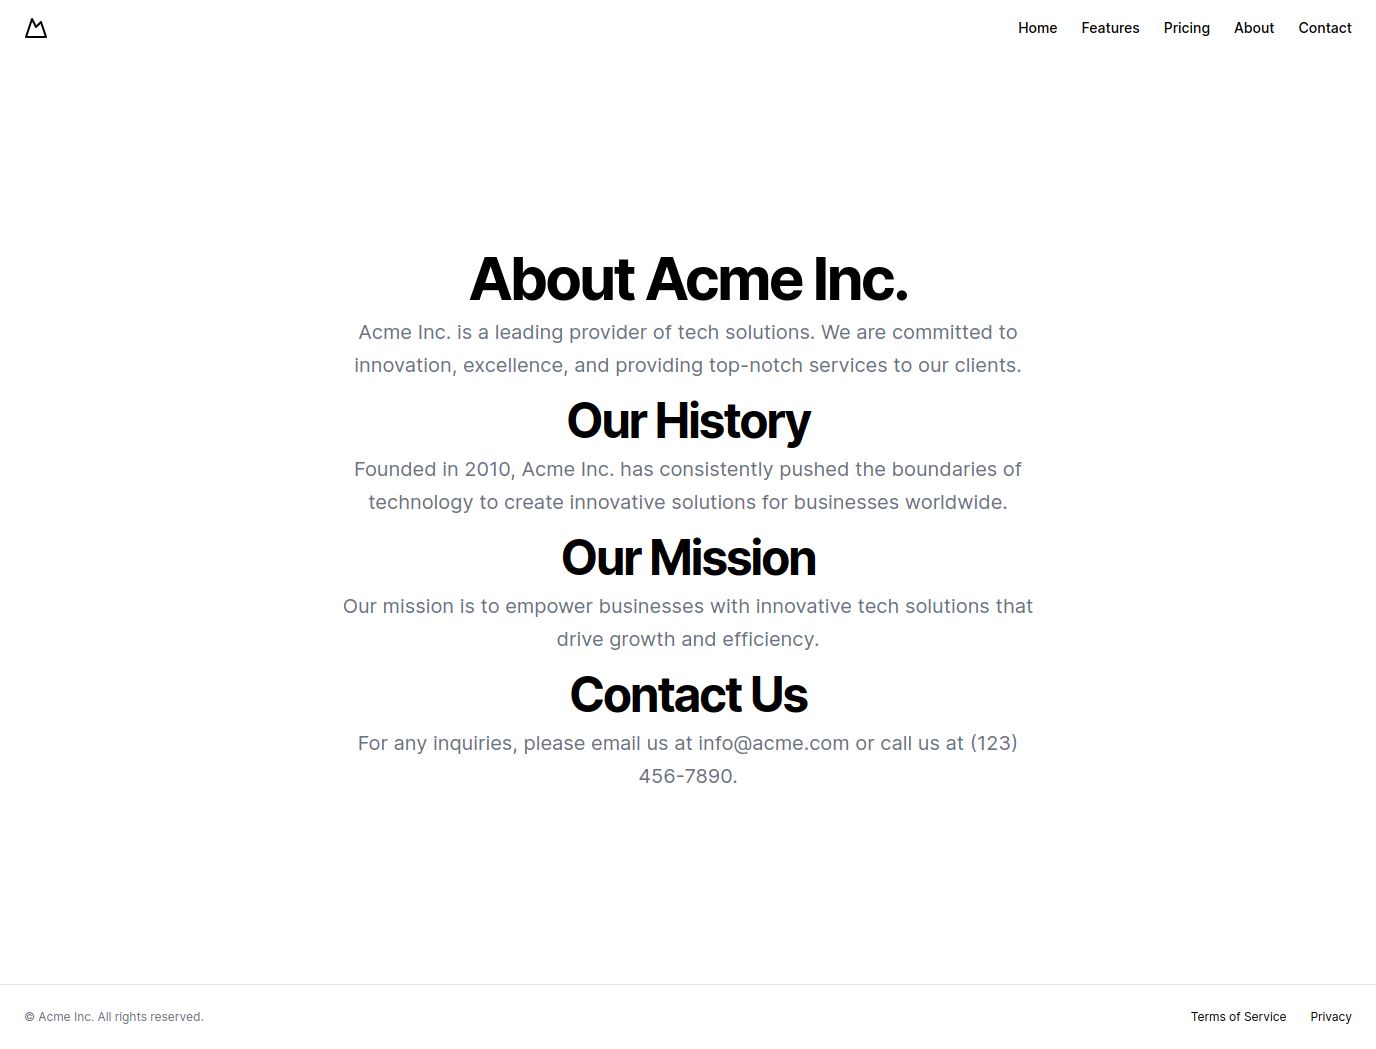 Home Features Pricing About Contact
About Acme Inc.
Acme Inc. is a leading provider of tech solutions. We are committed to
innovation, excellence, and providing top-notch services to our clients.
Our History
Founded in 2010, Acme Inc. has consistently pushed the boundaries of
technology to create innovative solutions for businesses worldwide.
Our Mission
Our mission is to empower businesses with innovative tech solutions that
drive growth and efficiency.
Contact Us
For any inquiries, please email us at info@acme.com or call us at (123)
456-7890.
© Acme Inc. All rights reserved. Terms of Service Privacy